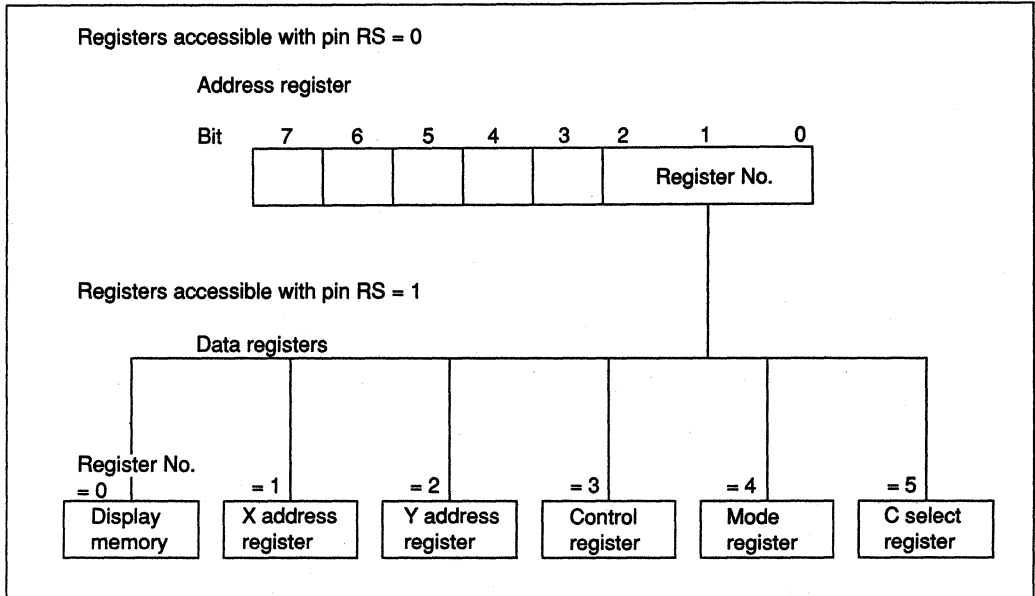 Registers accessible with pin RS = 0
Address register
Bit 7 6 5 4 3 2 1 0
Register No.
Registers accessible with pin RS = 1
Data registers
Register No.
= 0 = 1 = 2 = 3 = 4 = 5
Display X address Y address Control Mode C select
memory register register register register register